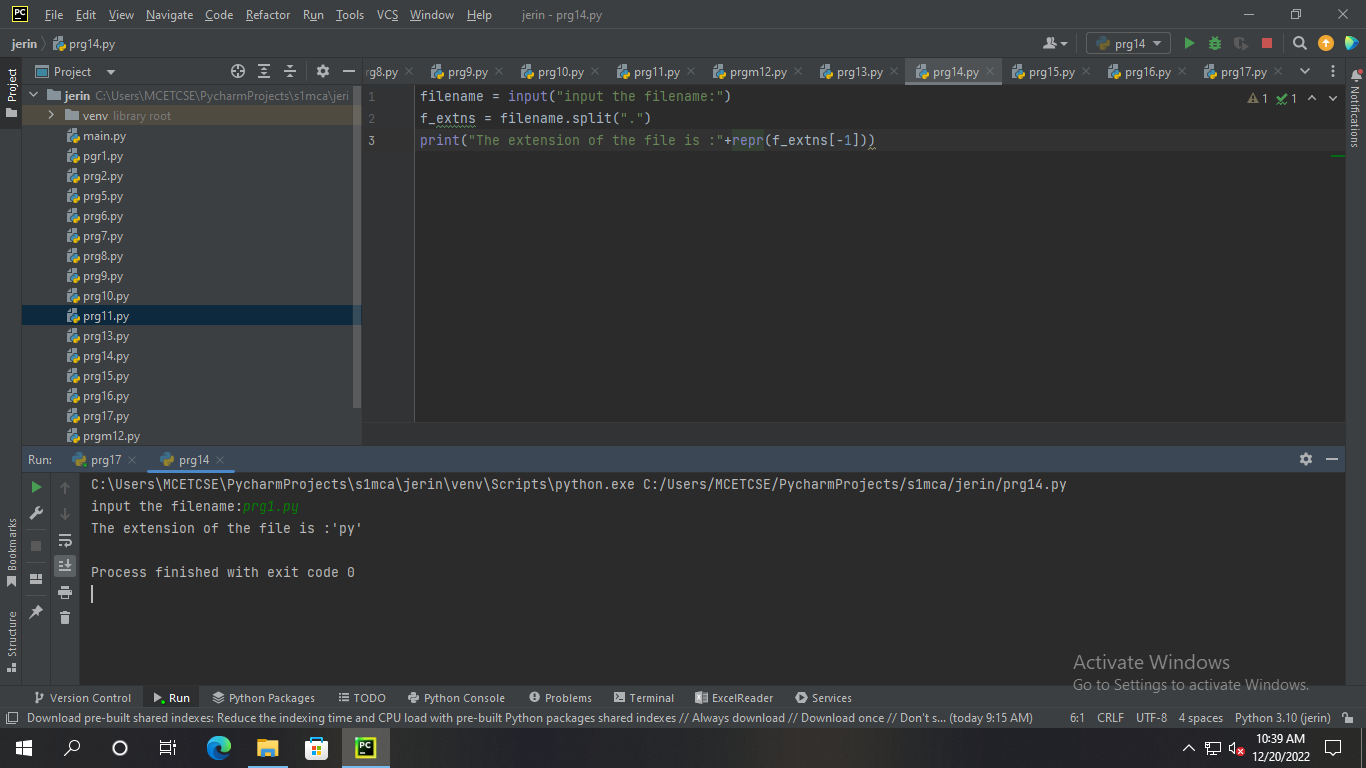 File Edit View Navigate Code Refactor Run Tools VCS Window Help jerin - prg14.py
jerin prg14.py prg14
Project rg8.py prg9.py prg10.py prg11.py prgm12.py prg13.py prg14.py prg15.py prg16.py prg17.py
Project
Notifications
jerin C:\Users\MCETCSE\PycharmProjects\s1mca\jeri
venv library root
main.py
pgr1.py
prg2.py
prg5.py
prg6.py
prg7.py
prg8.py
prg9.py
prg10.py
prg11.py
prg13.py
prg14.py
prg15.py
prg16.py
prg17.py
prgm12.py
1 filename = input("input the filename:")
2 f_extns = filename.split(".")
3 print("The extension of the file is :"+repr(f_extns[-1]))
1 1
Run: prg17 prg14
C:\Users\MCETCSE\PycharmProjects\s1mca\jerin\venv\Scripts\python.exe C:/Users/MCETCSE/PycharmProjects/s1mca/jerin/prg14.py
input the filename:prg1.py
The extension of the file is :'py'
Process finished with exit code 0
Bookmarks
Structure
Activate Windows
Go to Settings to activate Windows.
Version Control Run Python Packages TODO Python Console Problems Terminal ExcelReader Services
Download pre-built shared indexes: Reduce the indexing time and CPU load with pre-built Python packages shared indexes // Always download // Download once // Don't s... (today 9:15 AM) 6:1 CRLF UTF-8 4 spaces Python 3.10 (jerin)
PC
10:39 AM
12/20/2022